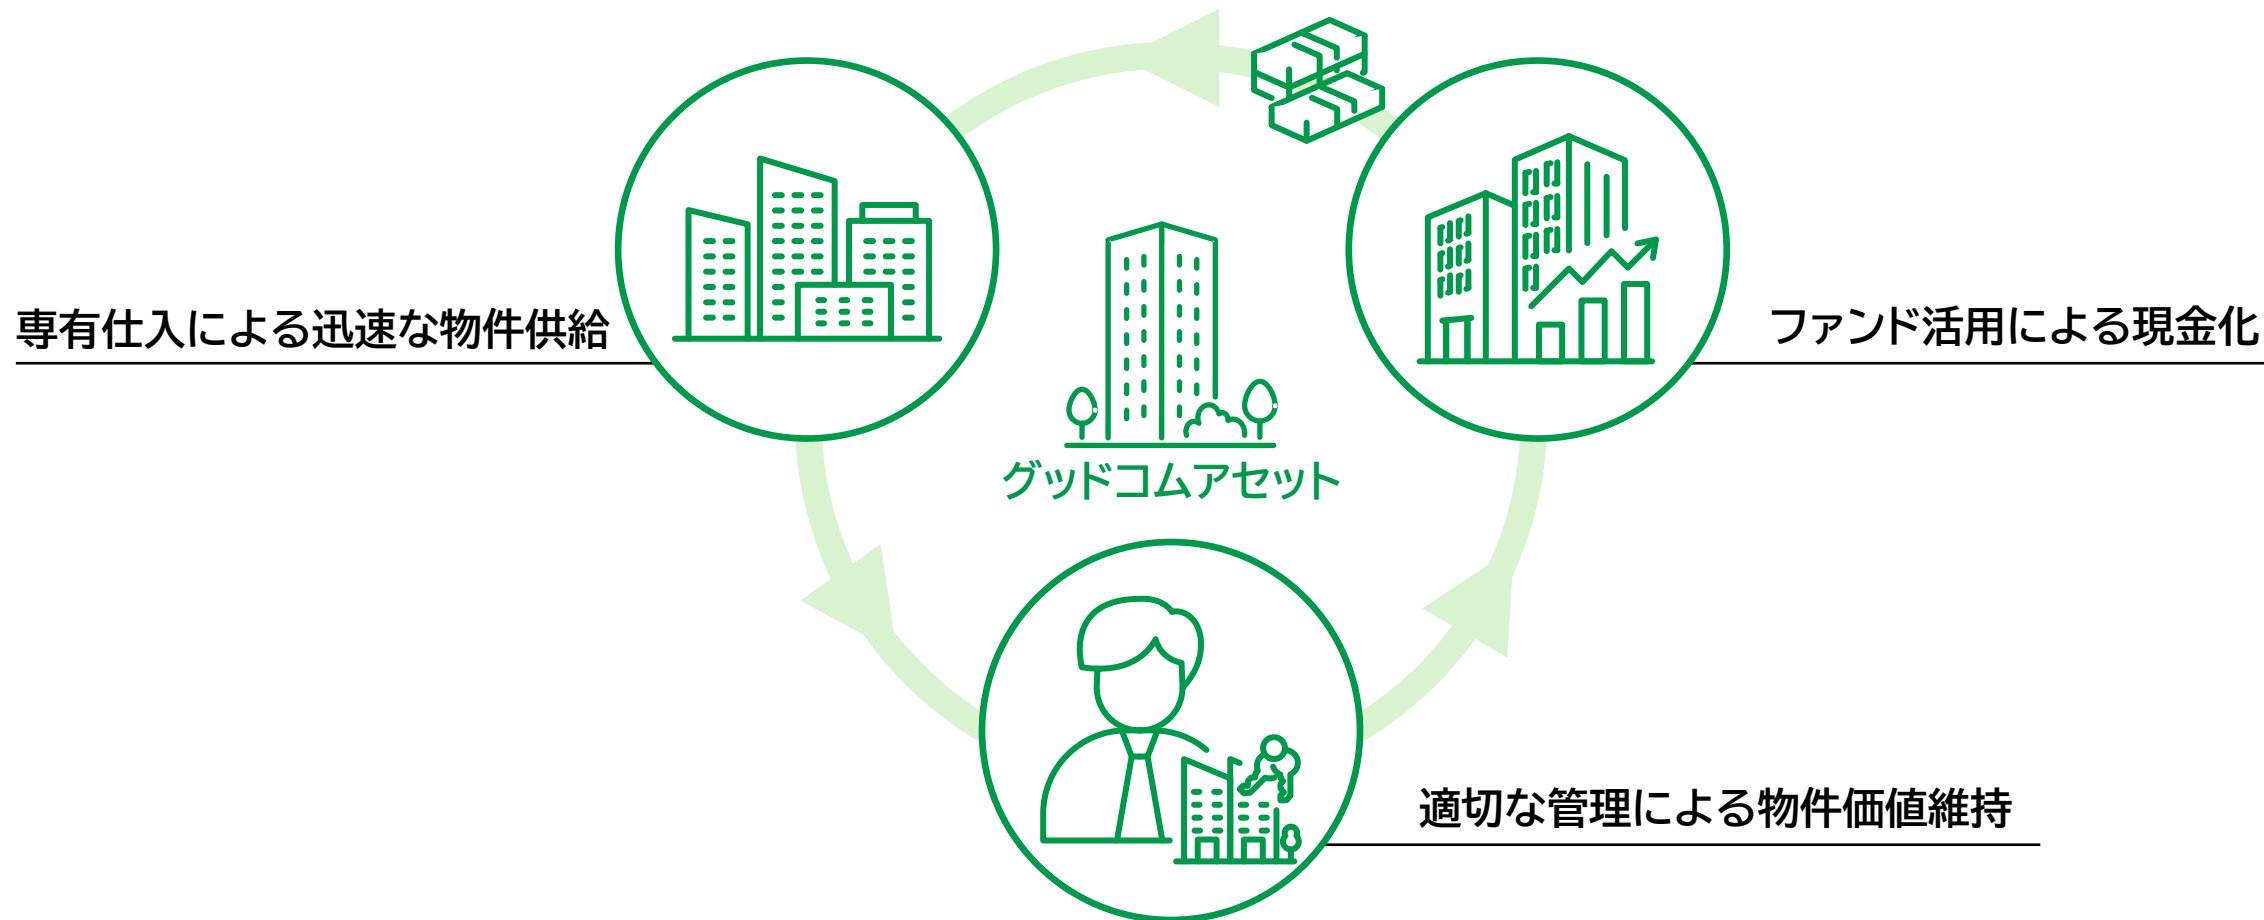 専有仕入による迅速な物件供給
ファンド活用による現金化
グッドコムアセット
適切な管理による物件価値維持